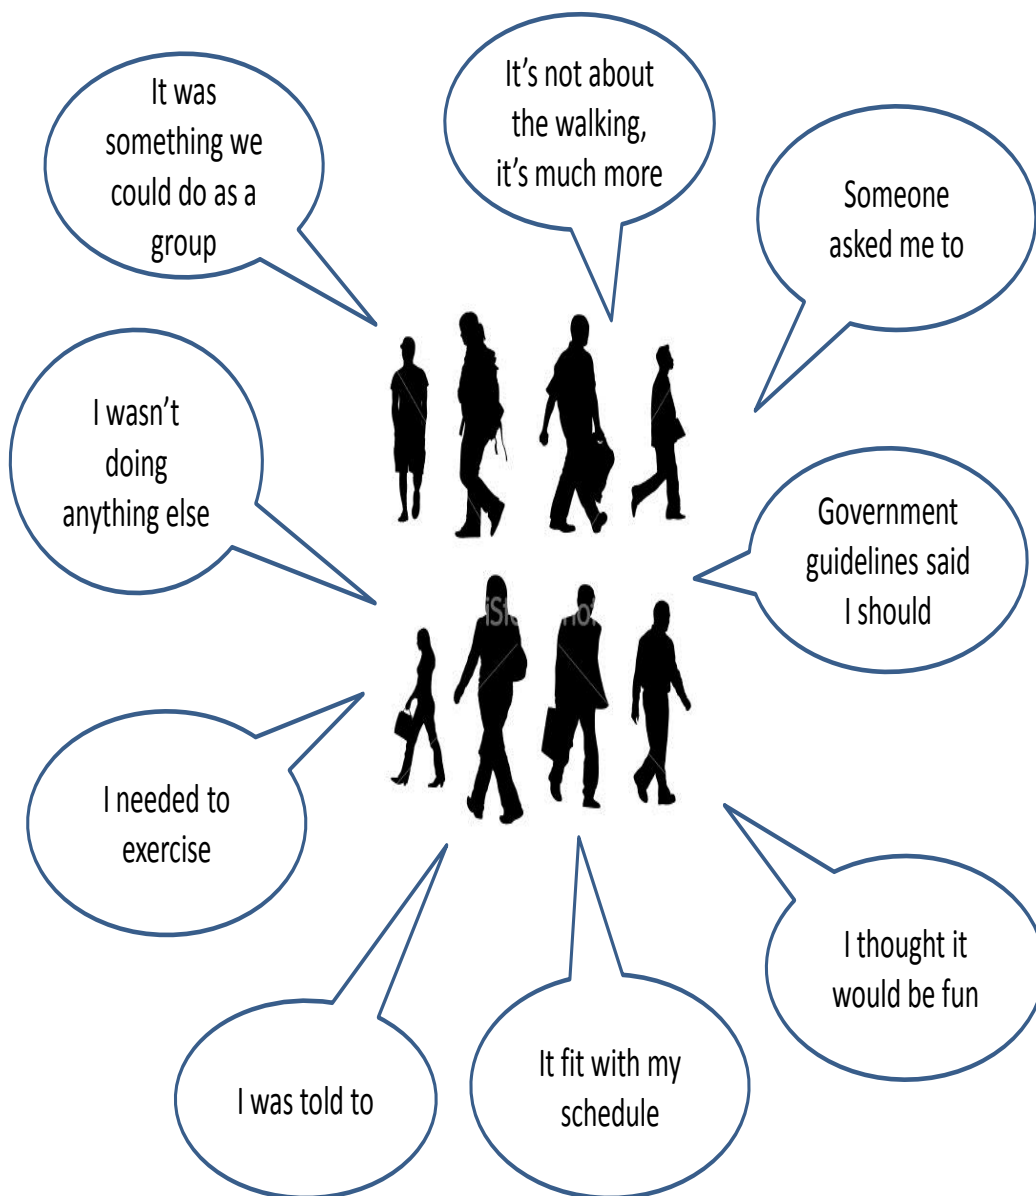 It was
something we
could do as a
group
It’s not about
the walking,
it’s much more
Someone
asked me to
I wasn’t
doing
anything else
Government
guidelines said
I should
I needed to
exercise
I thought it
would be fun
I was told to
It fit with my
schedule